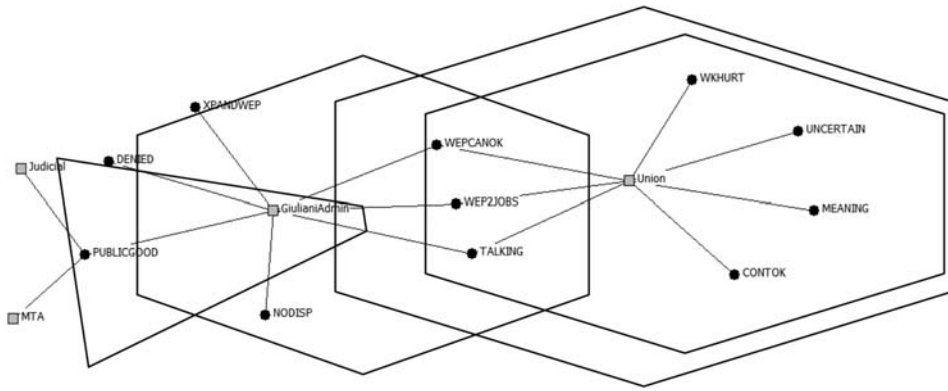 WKHURT
XPANDWEP
UNCERTAIN
WEPCANOK
DENIED
Judicial
Union
WEP2JOBS
GiulianiAdmin
MEANING
PUBLICGOOD
TALKING
CONTOK
NODISP
MTA